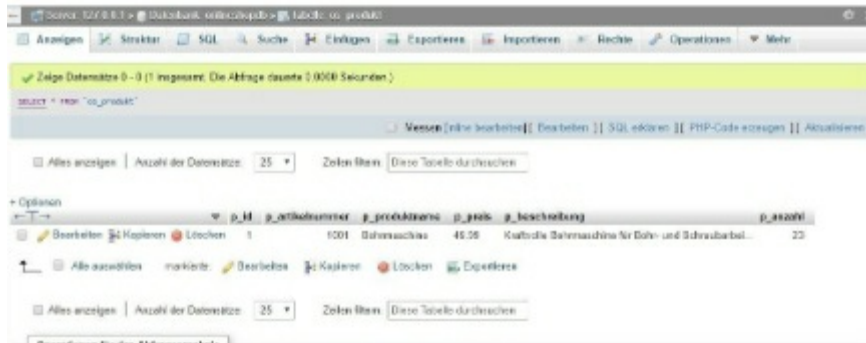 Server: 127.0.0.1 » Datenbank: onlineshopdb » Tabelle: os_produkt
Anzeigen Struktur SQL Suche Einfügen Exportieren Importieren Rechte Operationen Mehr
Zeige Datensätze 0 - 0 (1 insgesamt, Die Abfrage dauerte 0.0000 Sekunden.)
SELECT * FROM `os_produkt`
Messen [Inline bearbeiten] [ Bearbeiten ] [ SQL erklären ] [ PHP-Code erzeugen ] [ Aktualisieren
Alles anzeigen | Anzahl der Datensätze: 25 Zeilen filtern: Diese Tabelle durchsuchen
+ Optionen
←T→ p_id p_artikelnummer p_produktname p_preis p_beschreibung p_anzahl
Bearbeiten Kopieren Löschen 1 1001 Bohrmaschine 49.99 Kraftvolle Bohrmaschine für Bohr- und Schraubarbei... 23
Alle auswählen markierte: Bearbeiten Kopieren Löschen Exportieren
Alles anzeigen | Anzahl der Datensätze: 25 Zeilen filtern: Diese Tabelle durchsuchen